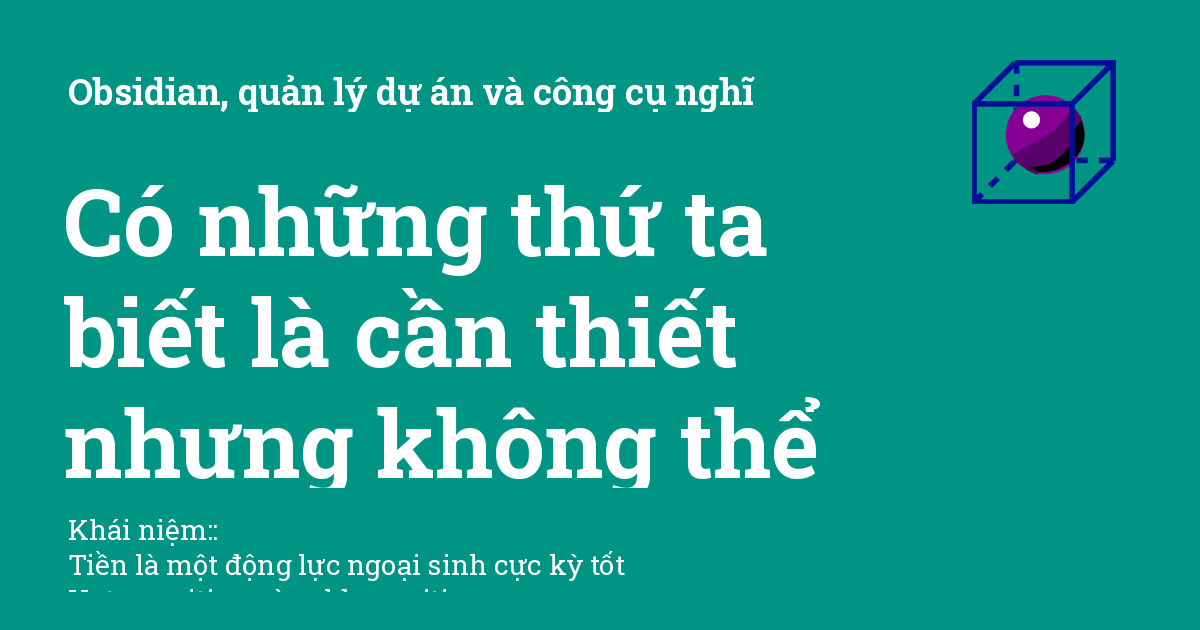 Obsidian, quản lý dự án và công cụ nghĩ
Có những thứ ta
biết là cần thiết
nhưng không thể
Khái niệm::
Tiền là một động lực ngoại sinh cực kỳ tốt